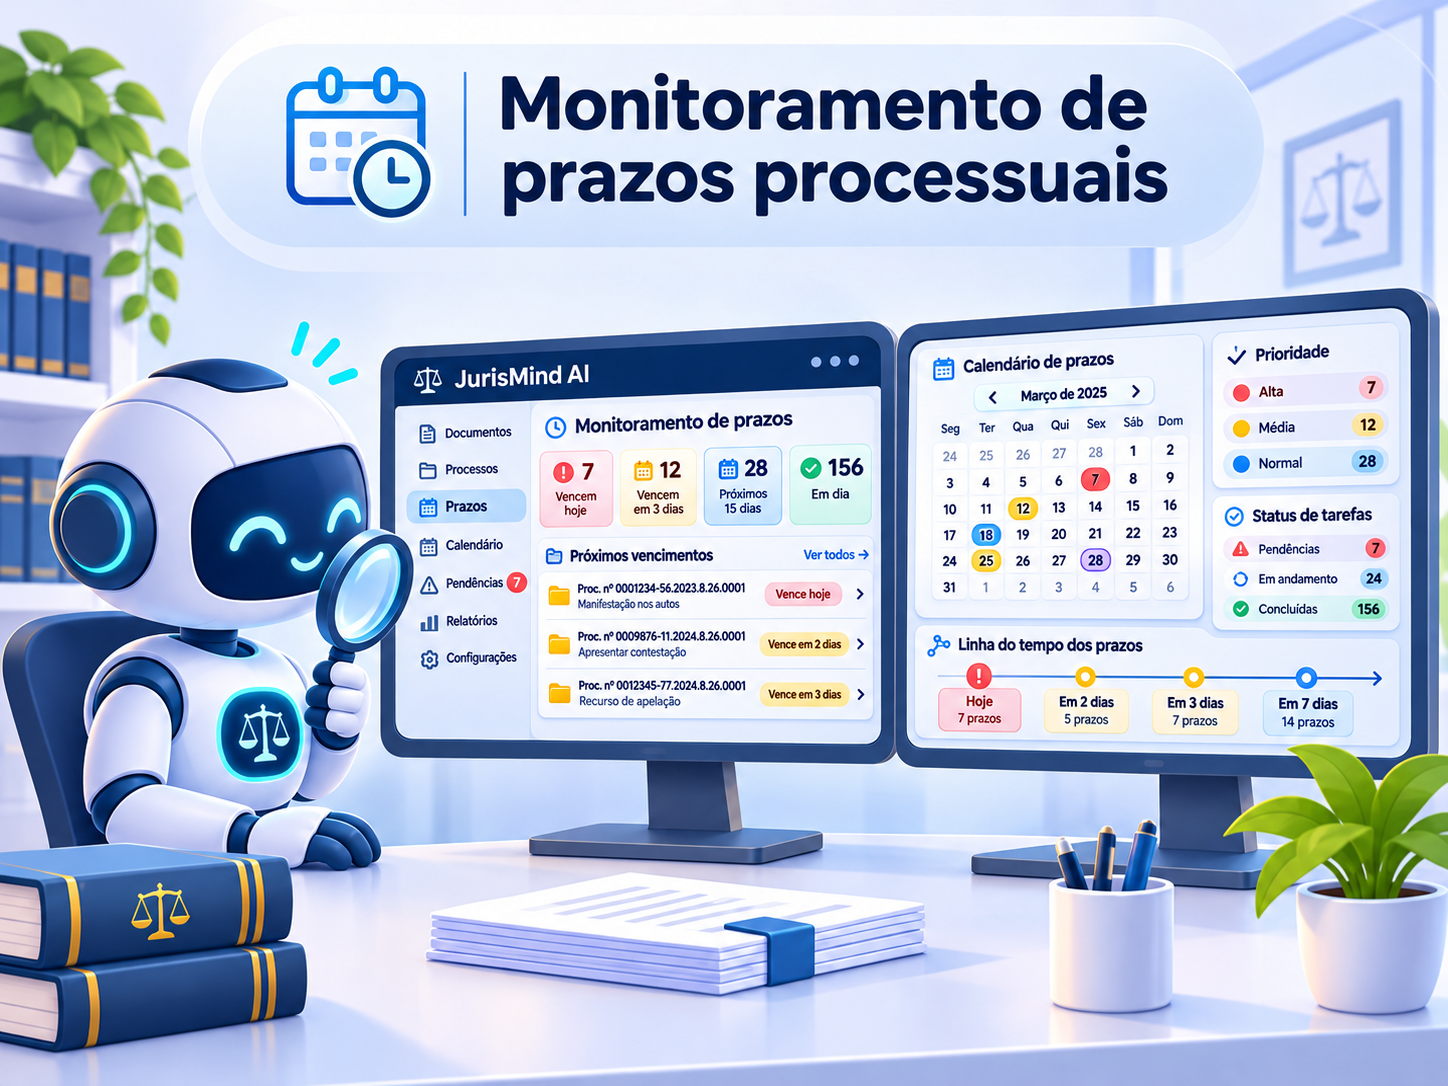 Monitoramento de
prazos processuais
JurisMind AI
Documentos
Processos
Prazos
Calendário
Pendências 7
Relatórios
Configurações
Monitoramento de prazos
7
Vencem
hoje
12
Vencem
em 3 dias
28
Próximos
15 dias
156
Em dia
Próximos vencimentos
Ver todos →
Proc. nº 0001234-56.2023.8.26.0001
Manifestação nos autos
Vence hoje
Proc. nº 0009876-11.2024.8.26.0001
Apresentar contestação
Vence em 2 dias
Proc. nº 0012345-77.2024.8.26.0001
Recurso de apelação
Vence em 3 dias
Calendário de prazos
Março de 2025
Seg Ter Qua Qui Sex Sáb Dom
24 25 26 27 28 1 2
3 4 5 6 7 8 9
10 11 12 13 14 15 16
17 18 19 20 21 22 23
24 25 26 27 28 29 30
31 1 2 3 4 5 6
Prioridade
Alta 7
Média 12
Normal 28
Status de tarefas
Pendências 7
Em andamento 24
Concluídas 156
Linha do tempo dos prazos
Hoje
7 prazos
Em 2 dias
5 prazos
Em 3 dias
7 prazos
Em 7 dias
14 prazos